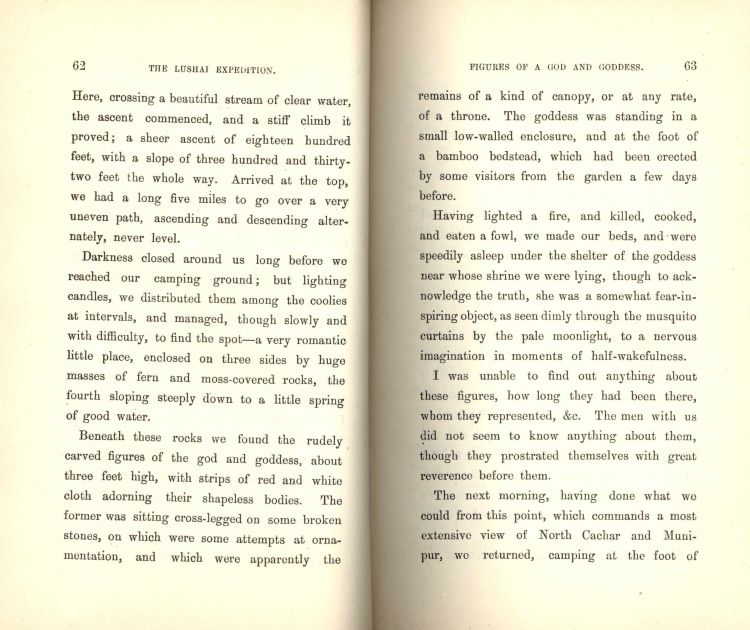 62
THE LUSHAI EXPEDITION.
Here, crossing a beautiful stream of clear water,
the ascent commenced, and a stiff climb it
proved; a sheer ascent of eighteen hundred
feet, with a slope of three hundred and thirty-
two feet the whole way. Arrived at the top,
we had a long five miles to go over a very
uneven path, ascending and descending alter-
nately, never level.
Darkness closed around us long before we
reached our camping ground; but lighting
candles, we distributed them among the coolies
at intervals, and managed, though slowly and
with difficulty, to find the spot—a very romantic
little place, enclosed on three sides by huge
masses of fern and moss-covered rocks, the
fourth sloping steeply down to a little spring
of good water.
Beneath these rocks we found the rudely
carved figures of the god and goddess, about
three feet high, with strips of red and white
cloth adorning their shapeless bodies. The
former was sitting cross-legged on some broken
stones, on which were some attempts at orna-
mentation, and which were apparently the
FIGURES OF A GOD AND GODDESS.
63
remains of a kind of canopy, or at any rate,
of a throne. The goddess was standing in a
small low-walled enclosure, and at the foot of
a bamboo bedstead, which had been erected
by some visitors from the garden a few days
before.
Having lighted a fire, and killed, cooked,
and eaten a fowl, we made our beds, and were
speedily asleep under the shelter of the goddess
near whose shrine we were lying, though to ack-
nowledge the truth, she was a somewhat fear-in-
spiring object, as seen dimly through the musquito
curtains by the pale moonlight, to a nervous
imagination in moments of half-wakefulness.
I was unable to find out anything about
these figures, how long they had been there,
whom they represented, &c. The men with us
did not seem to know anything about them,
though they prostrated themselves with great
reverence before them.
The next morning, having done what we
could from this point, which commands a most
extensive view of North Cachar and Muni-
pur, we returned, camping at the foot of